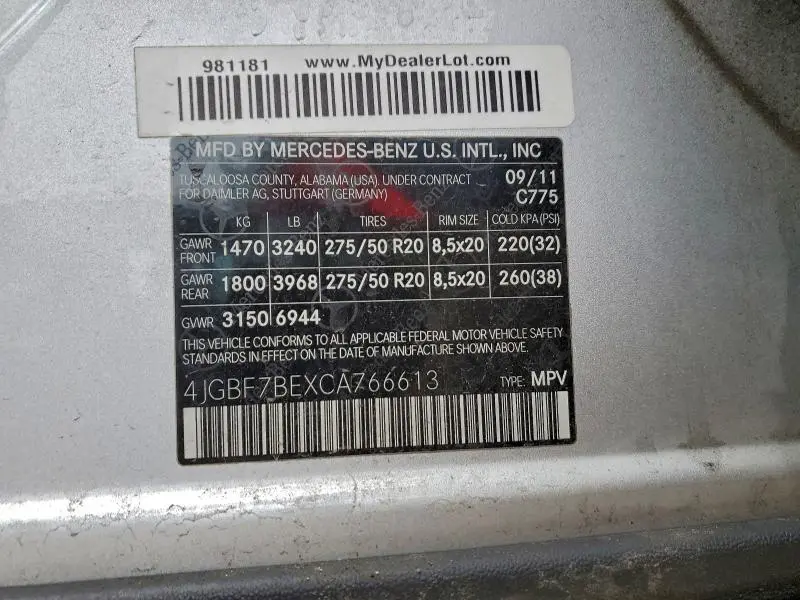 981181 www.MyDealerLot.com
MFD BY MERCEDES-BENZ U.S. INTL., INC
TUSCALOOSA COUNTY, ALABAMA (USA). UNDER CONTRACT 09/11
FOR DAIMLER AG, STUTTGART (GERMANY) C775
KG LB TIRES RIM SIZE COLD KPA(PSI)
GAWR FRONT 1470 3240 275/50 R20 8,5x20 220(32)
GAWR REAR 1800 3968 275/50 R20 8,5x20 260(38)
GVWR 3150 6944
THIS VEHICLE CONFORMS TO ALL APPLICABLE FEDERAL MOTOR VEHICLE SAFETY
STANDARDS IN EFFECT ON THE DATE OF MANUFACTURE SHOWN ABOVE.
4JGBF7BEXCA766613 TYPE: MPV